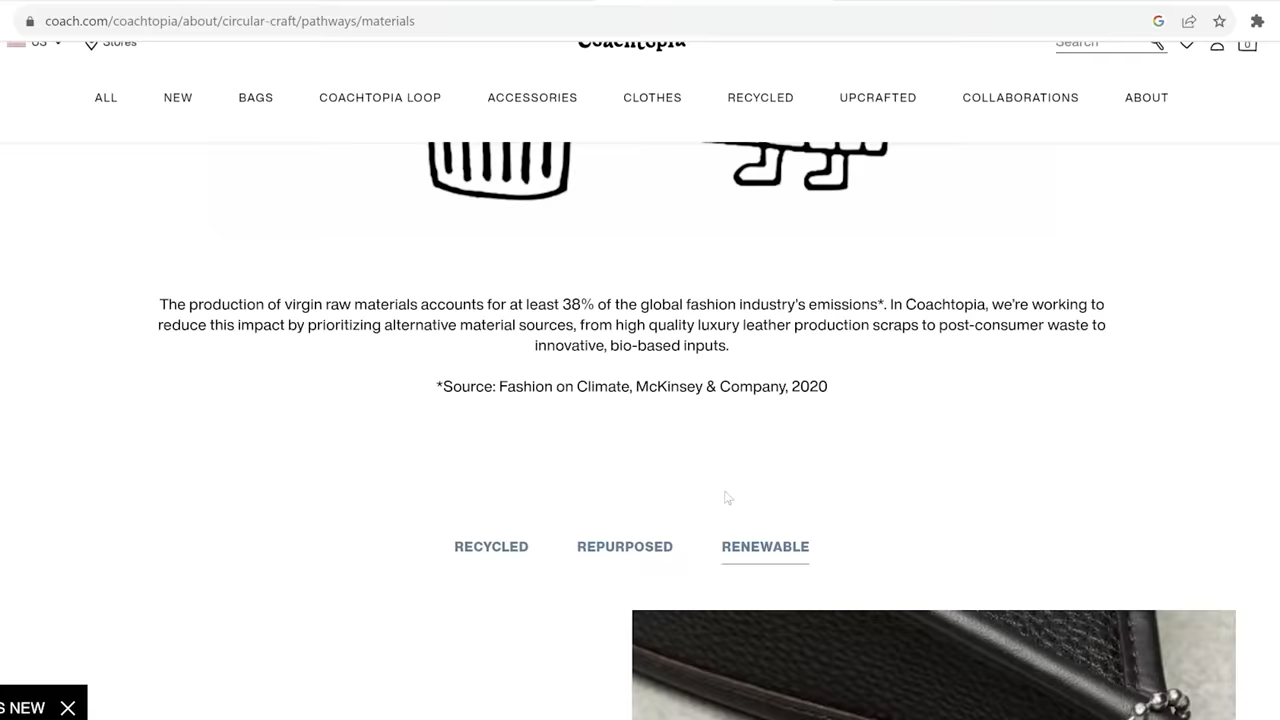 coach.com/coachtopia/about/circular-craft/pathways/materials
US Stores Coachtopia Search 0
ALL NEW BAGS COACHTOPIA LOOP ACCESSORIES CLOTHES RECYCLED UPCRAFTED COLLABORATIONS ABOUT
The production of virgin raw materials accounts for at least 38% of the global fashion industry’s emissions*. In Coachtopia, we’re working to
reduce this impact by prioritizing alternative material sources, from high quality luxury leather production scraps to post-consumer waste to
innovative, bio-based inputs.
*Source: Fashion on Climate, McKinsey & Company, 2020
RECYCLED REPURPOSED RENEWABLE
S NEW